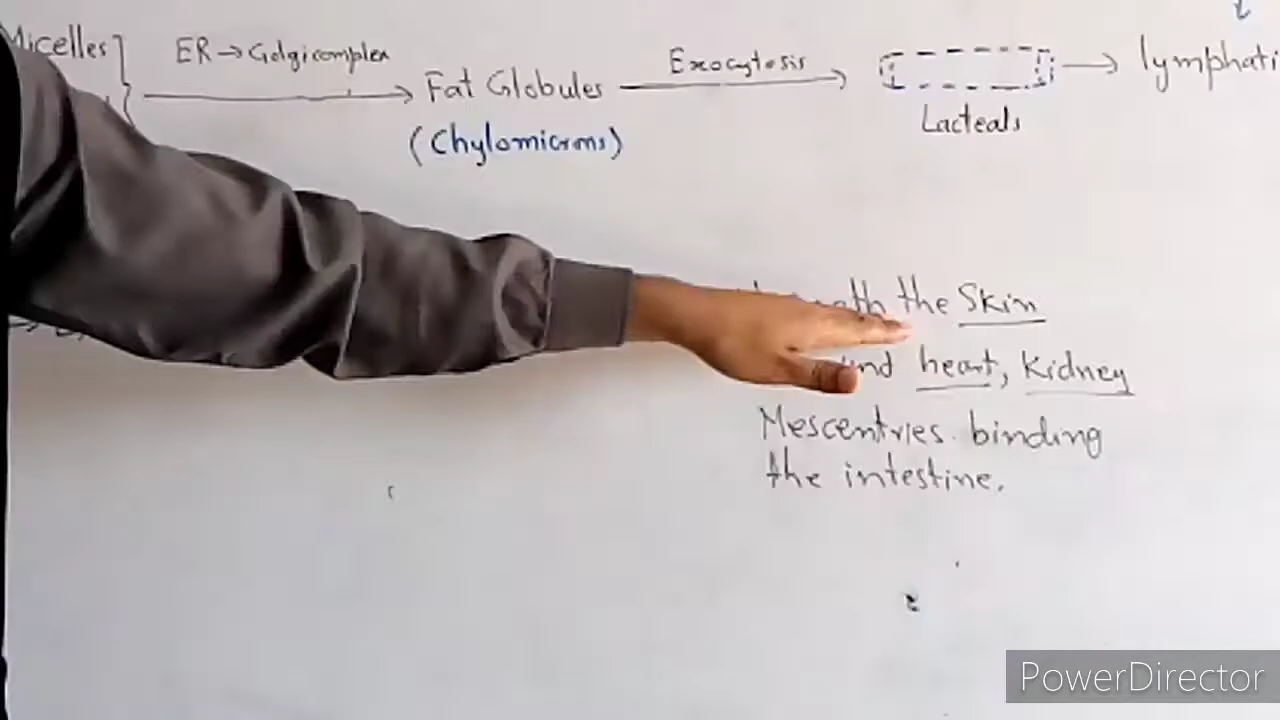 Micelles
ER → Golgicomplex
Fat Globules
Exocytosis
lymphati
(Chylomicrons)
Lacteals
the Skin
heart, Kidney
Mescentries binding
the intestine.
PowerDirector